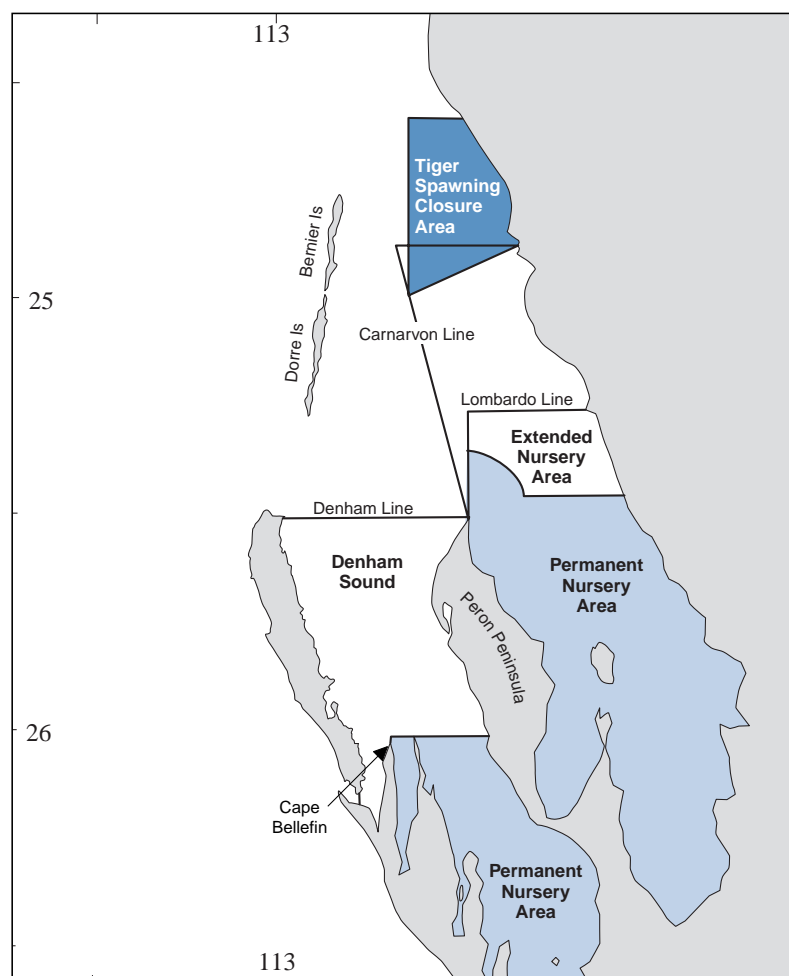 113
Tiger
Spawning
Closure
Area
Bernier Is
25
Dorre Is
Carnarvon Line
Lombardo Line
Extended
Nursery
Area
Denham Line
Denham
Sound
Permanent
Nursery
Area
Peron Peninsula
26
Cape
Bellefin
Permanent
Nursery
Area
113